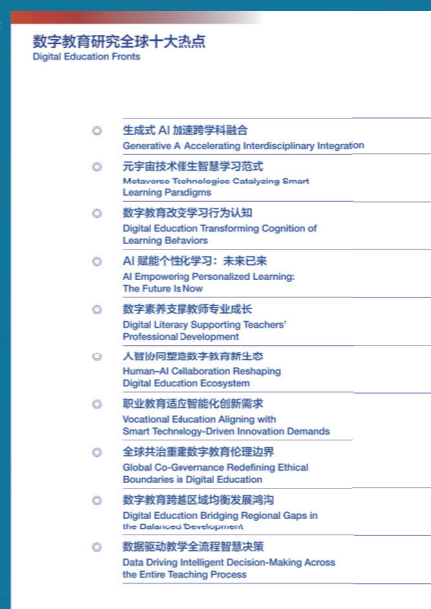 数字教育研究全球十大热点
Digital Education Fronts
生成式 AI 加速跨学科融合
Generative A Accelerating Interdisciplinary Integration
元宇宙技术催生智慧学习范式
Metaverse Technologies Catalyzing Smart
Learning Paradigms
数字教育改变学习行为认知
Digital Education Transforming Cognition of
Learning Behaviors
AI 赋能个性化学习：未来已来
AI Empowering Personalized Learning:
The Future Is Now
数字素养支撑教师专业成长
Digital Literacy Supporting Teachers'
Professional Development
人智协同塑造数字教育新生态
Human-AI Collaboration Reshaping
Digital Education Ecosystem
职业教育适应智能化创新需求
Vocational Education Aligning with
Smart Technology-Driven Innovation Demands
全球共治重建数字教育伦理边界
Global Co-Governance Redefining Ethical
Boundaries in Digital Education
数字教育跨越区域均衡发展鸿沟
Digital Education Bridging Regional Gaps in
the Balanced Development
数据驱动教学全流程智慧决策
Data Driving Intelligent Decision-Making Across
the Entire Teaching Process